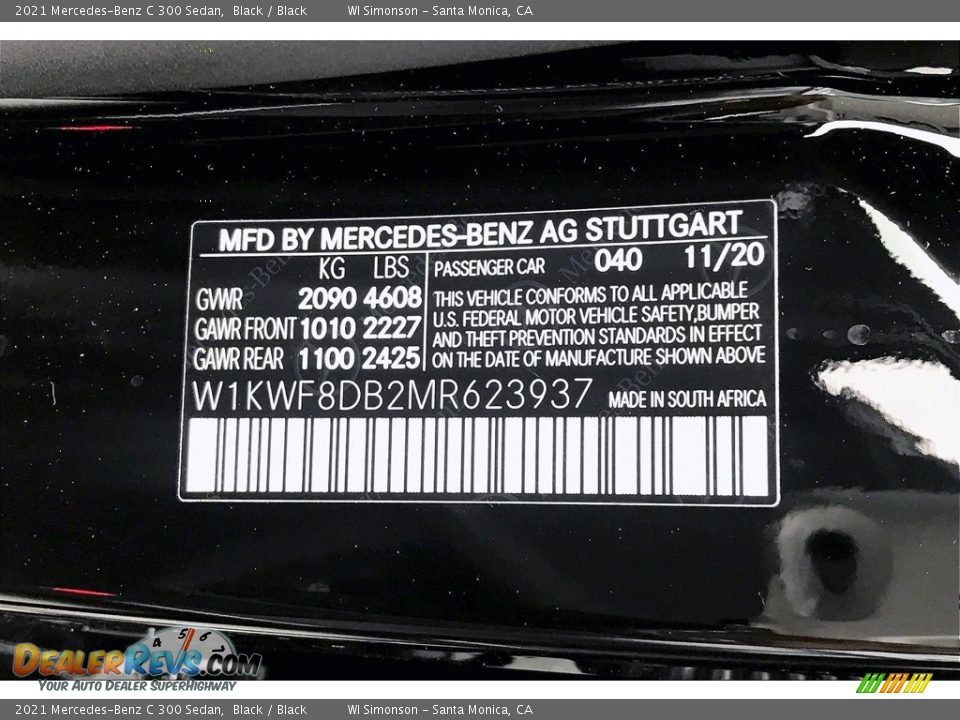 2021 Mercedes-Benz C 300 Sedan, Black / Black WI Simonson - Santa Monica, CA
MFD BY MERCEDES-BENZ AG STUTTGART
KG LBS
GVWR 2090 4608
GAWR FRONT 1010 2227
GAWR REAR 1100 2425
PASSENGER CAR 040 11/20
THIS VEHICLE CONFORMS TO ALL APPLICABLE
U.S. FEDERAL MOTOR VEHICLE SAFETY,BUMPER
AND THEFT PREVENTION STANDARDS IN EFFECT
ON THE DATE OF MANUFACTURE SHOWN ABOVE
W1KWF8DB2MR623937 MADE IN SOUTH AFRICA
4 5 6
DEALERREVS.COM
YOUR AUTO DEALER SUPERHIGHWAY
2021 Mercedes-Benz C 300 Sedan, Black / Black WI Simonson - Santa Monica, CA